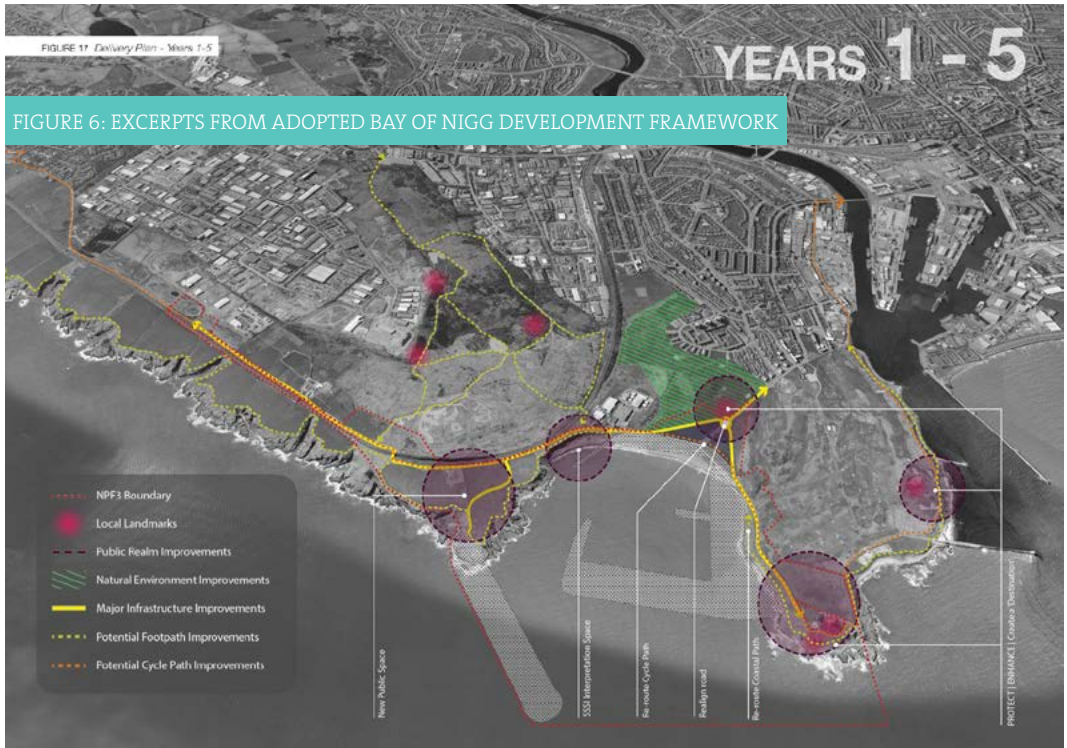 FIGURE 17 Delivery Plan - Years 1-5
YEARS 1 - 5
FIGURE 6: EXCERPTS FROM ADOPTED BAY OF NIGG DEVELOPMENT FRAMEWORK
NPF3 Boundary
Local Landmarks
Public Realm Improvements
Natural Environment Improvements
Major Infrastructure Improvements
Potential Footpath Improvements
Potential Cycle Path Improvements
New Public Space
SSSI Interpretation Space
Re-route Cycle Path
Realign road
Re-route Coastal Path
PROTECT | ENHANCE | Create a 'Destination'